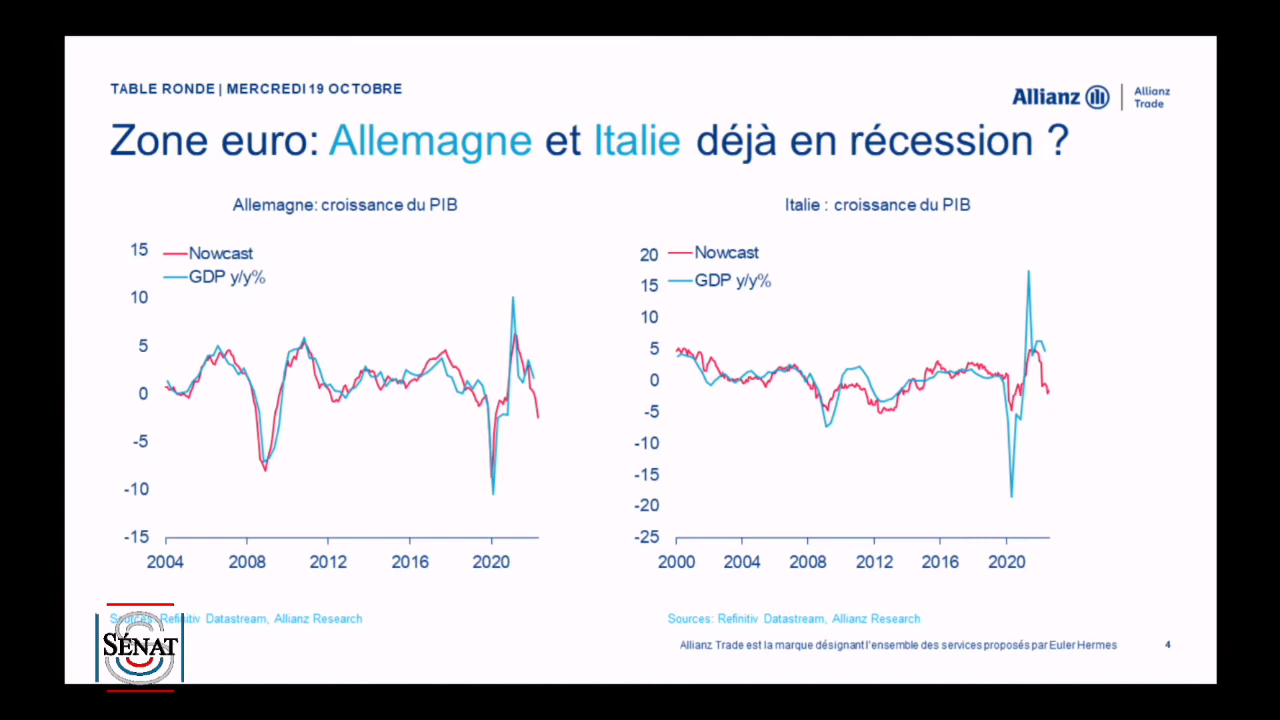 TABLE RONDE | MERCREDI 19 OCTOBRE
Allianz
Allianz
Trade
Zone euro: Allemagne et Italie déjà en récession ?
Allemagne: croissance du PIB
15
10
5
0
-5
-10
-15
Nowcast
GDP y/y%
2004
2008
2012
2016
2020
Sources: Refinitiv Datastream, Allianz Research
Italie : croissance du PIB
20
15
10
5
0
-5
-10
-15
-20
-25
Nowcast
GDP y/y%
2000
2004
2008
2012
2016
2020
Sources: Refinitiv Datastream, Allianz Research
Allianz Trade est la marque désignant l'ensemble des services proposés par Euler Hermes
4
SÉNAT